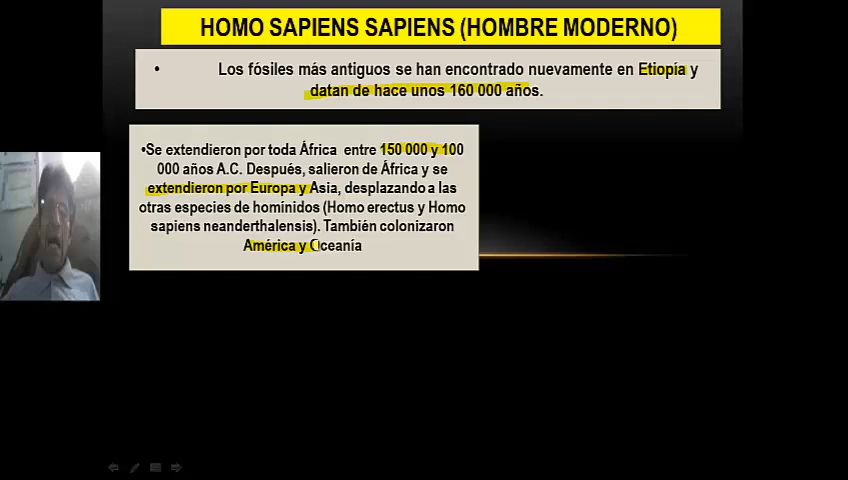 HOMO SAPIENS SAPIENS (HOMBRE MODERNO)
• Los fósiles más antiguos se han encontrado nuevamente en Etiopía y
datan de hace unos 160 000 años.
•Se extendieron por toda África entre 150 000 y 100
000 años A.C. Después, salieron de África y se
extendieron por Europa y Asia, desplazando a las
otras especies de homínidos (Homo erectus y Homo
sapiens neanderthalensis). También colonizaron
América y Oceanía